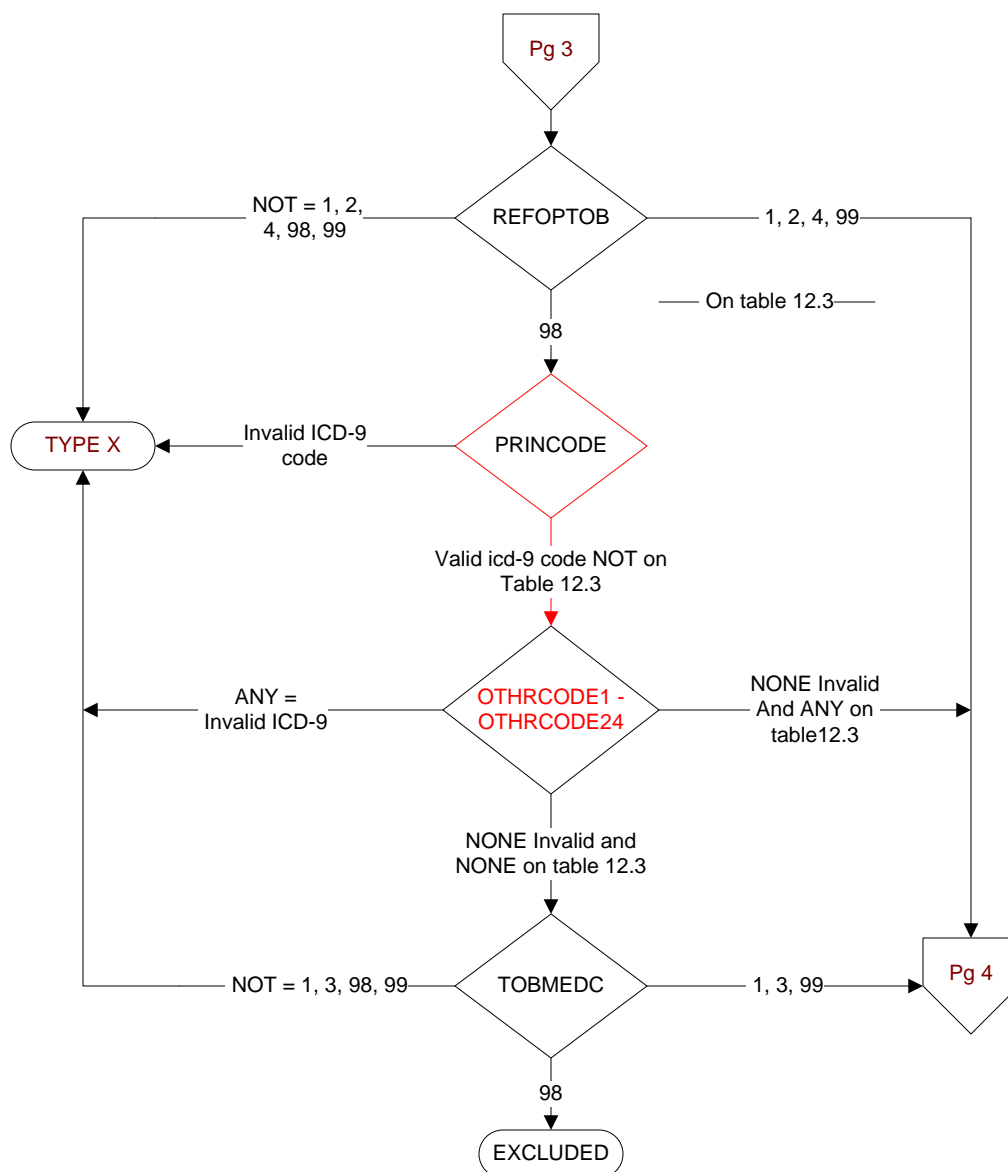 Pg 3
NOT = 1, 2,
4, 98, 99
REFOPTOB
1, 2, 4, 99
On table 12.3
98
TYPE X
Invalid ICD-9
code
PRINCODE
Valid icd-9 code NOT on
Table 12.3
ANY =
Invalid ICD-9
OTHRCODE1 -
OTHRCODE24
NONE Invalid
And ANY on
table12.3
NONE Invalid and
NONE on table 12.3
NOT = 1, 3, 98, 99
TOBMEDC
1, 3, 99
Pg 4
98
EXCLUDED